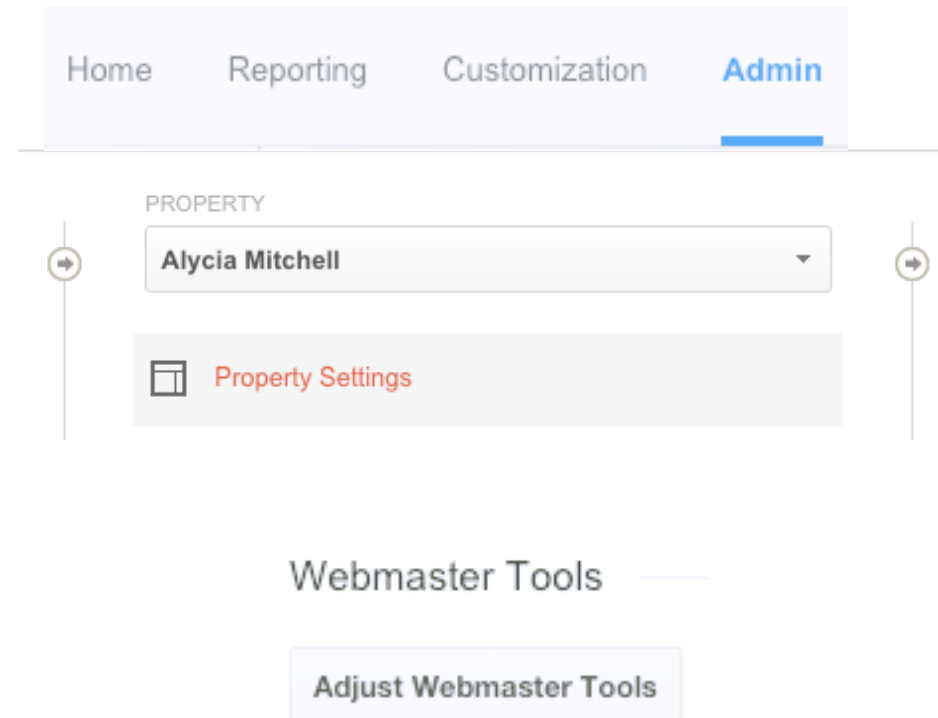 Home Reporting Customization Admin
PROPERTY
Alycia Mitchell
Property Settings
Webmaster Tools
Adjust Webmaster Tools